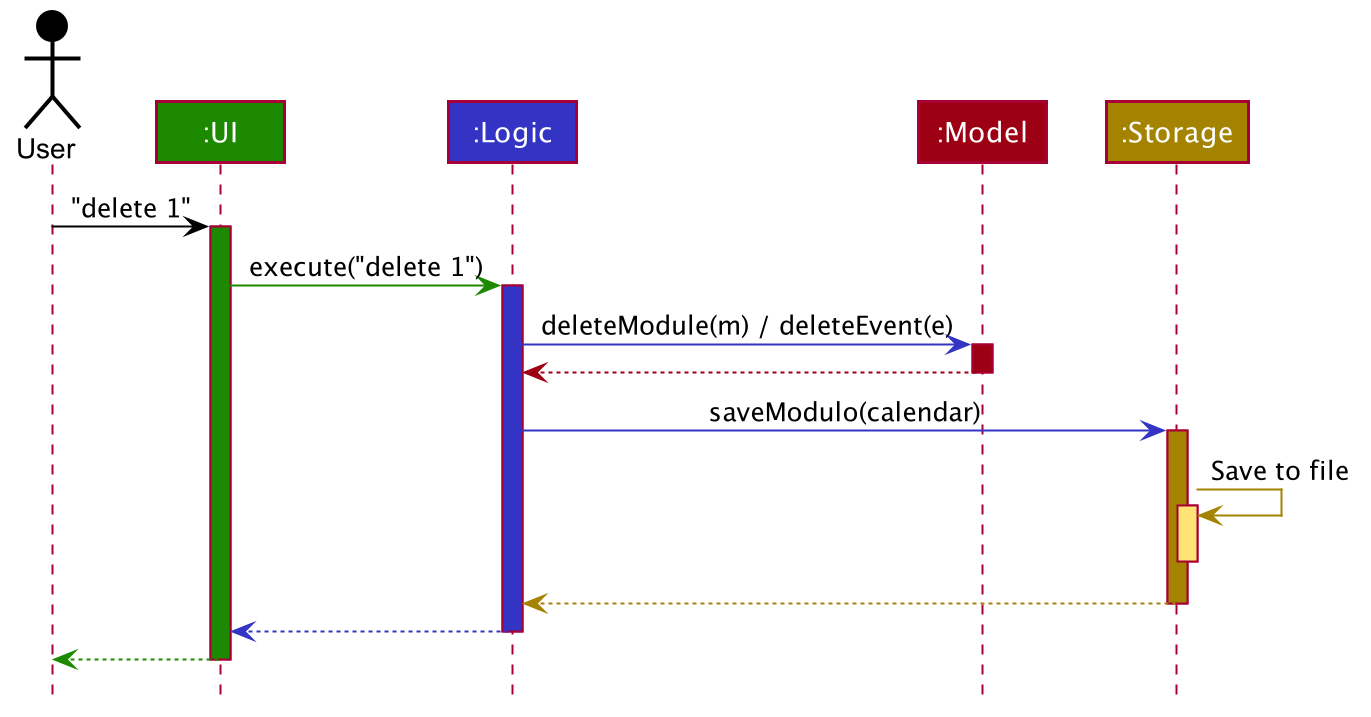 User
:UI
:Logic
:Model
:Storage
"delete 1"
execute("delete 1")
deleteModule(m) / deleteEvent(e)
saveModulo(calendar)
Save to file